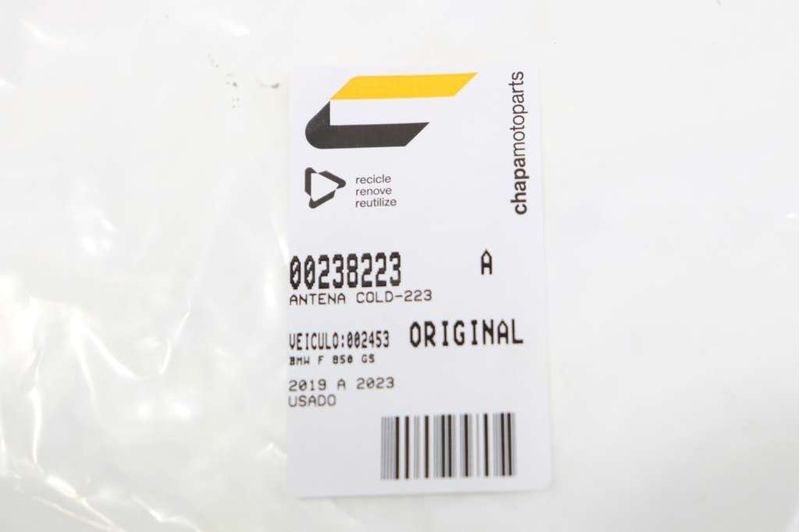 chapamotoparts
recicle
renove
reutilize
00238223 A
ANTENA COLD-223
VEICULO:002453 ORIGINAL
BMW F 850 GS
2019 A 2023
USADO